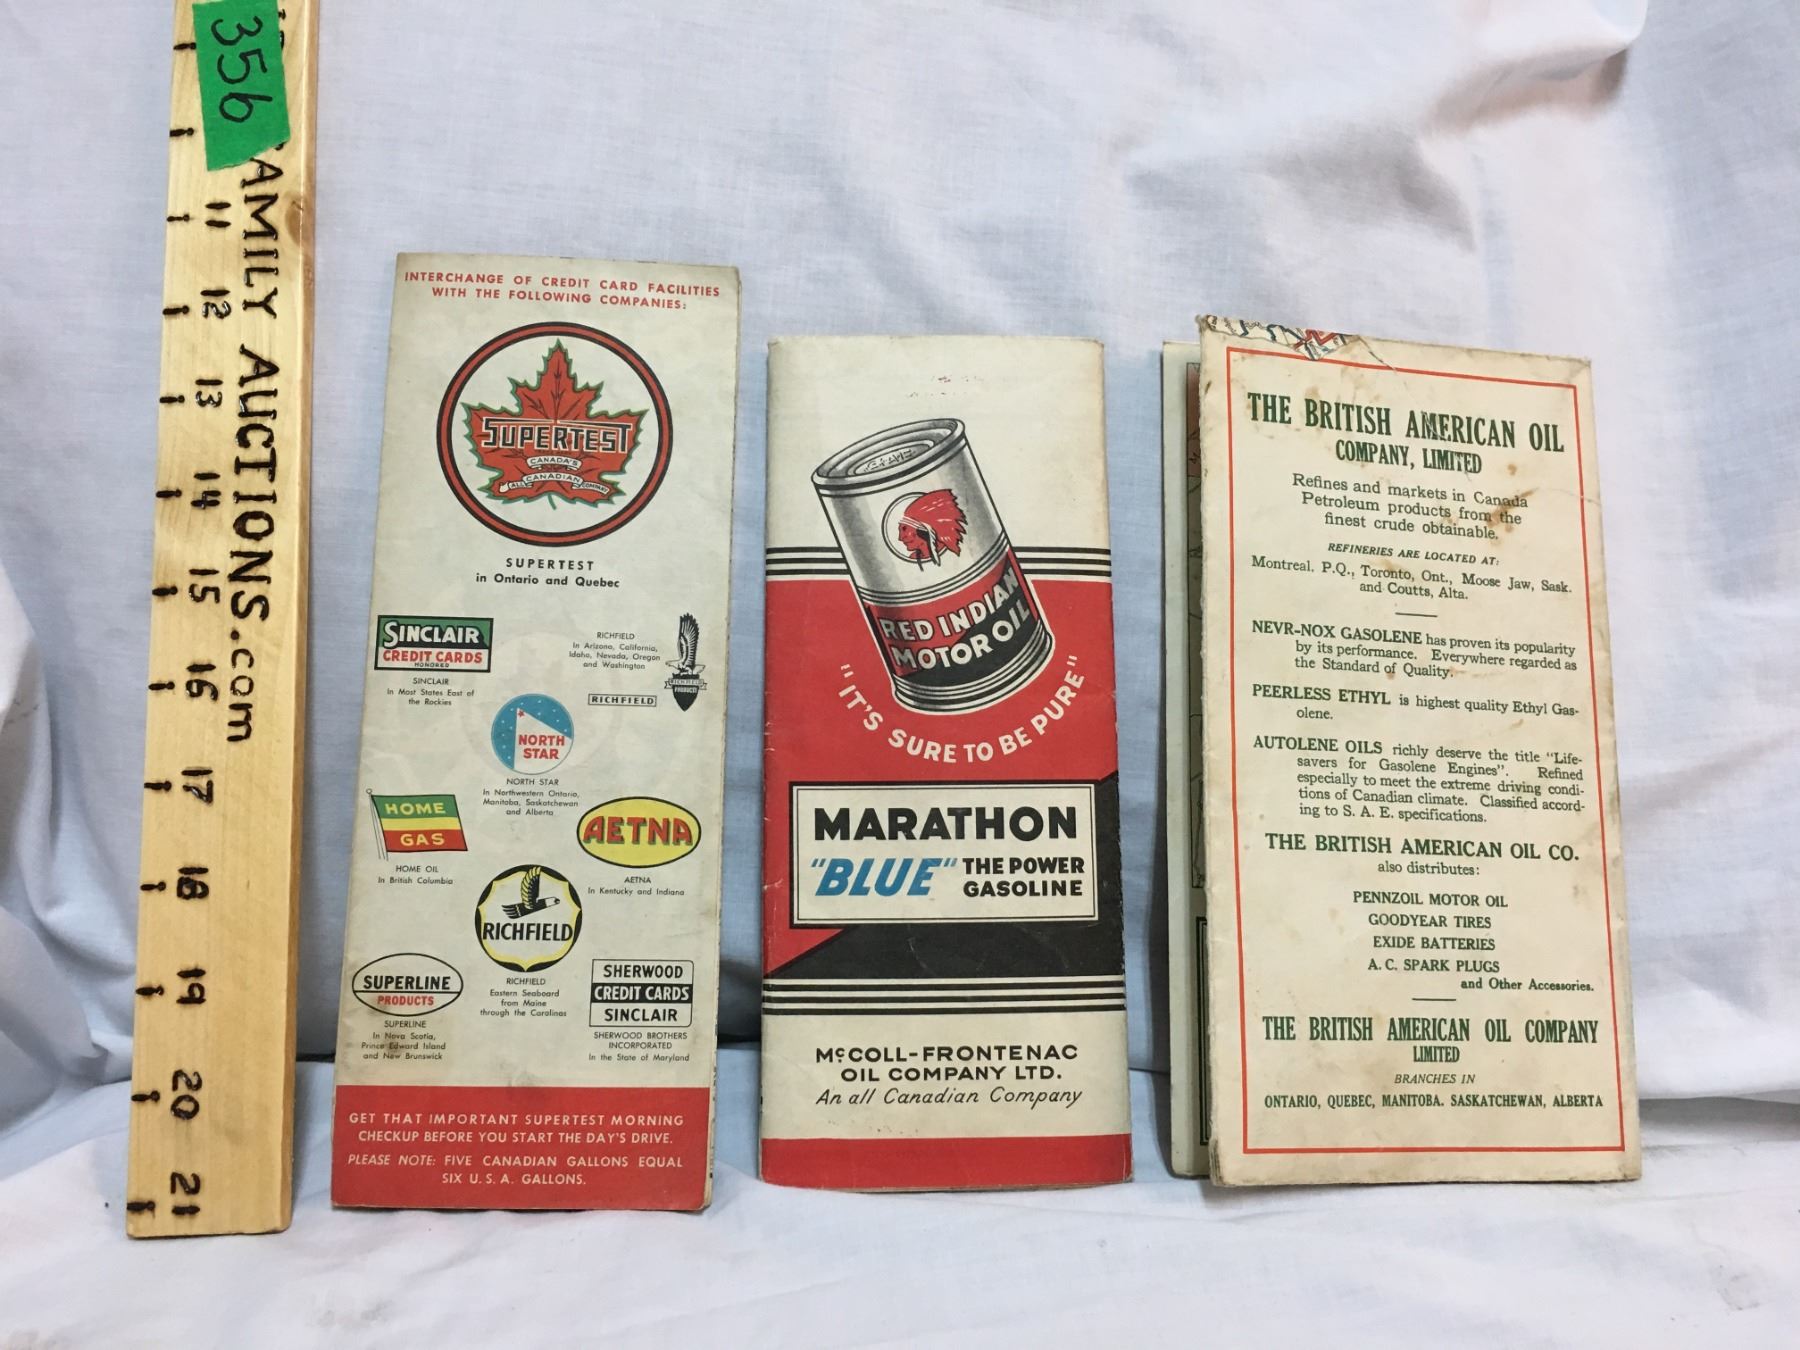 356
FAMILY AUCTIONS.com
11
12
13
14
15
16
17
18
19
20
21
INTERCHANGE OF CREDIT CARD FACILITIES
WITH THE FOLLOWING COMPANIES:
SUPERTEST
CANADA'S
ALL CANADIAN COMPANY
SUPERTEST
in Ontario and Quebec
SINCLAIR
CREDIT CARDS
HONORED
SINCLAIR
In Most States East of
the Rockies
RICHFIELD
In Arizona, California,
Idaho, Nevada, Oregon
and Washington
RICHFIELD
RICHFIELD
PRODUCTS
NORTH
STAR
NORTH STAR
In Northwestern Ontario,
Manitoba, Saskatchewan
and Alberta
HOME
GAS
HOME OIL
In British Columbia
AETNA
AETNA
In Kentucky and Indiana
RICHFIELD
RICHFIELD
Eastern Seaboard
from Maine
through the Carolinas
SUPERLINE
PRODUCTS
SUPERLINE
In Nova Scotia,
Prince Edward Island
and New Brunswick
SHERWOOD
CREDIT CARDS
SINCLAIR
SHERWOOD BROTHERS
INCORPORATED
In the State of Maryland
GET THAT IMPORTANT SUPERTEST MORNING
CHECKUP BEFORE YOU START THE DAY'S DRIVE.
PLEASE NOTE: FIVE CANADIAN GALLONS EQUAL
SIX U. S. A. GALLONS.
RED INDIAN
MOTOR OIL
"IT'S SURE TO BE PURE"
MARATHON
"BLUE" THE POWER
GASOLINE
McCOLL-FRONTENAC
OIL COMPANY LTD.
An all Canadian Company
THE BRITISH AMERICAN OIL
COMPANY, LIMITED
Refines and markets in Canada
Petroleum products from the
finest crude obtainable.
REFINERIES ARE LOCATED AT:
Montreal, P.Q., Toronto, Ont., Moose Jaw, Sask.
and Coutts, Alta.
NEVR-NOX GASOLENE has proven its popularity
by its performance. Everywhere regarded as
the Standard of Quality.
PEERLESS ETHYL is highest quality Ethyl Gas-
olene.
AUTOLENE OILS richly deserve the title "Life-
savers for Gasolene Engines". Refined
especially to meet the extreme driving condi-
tions of Canadian climate. Classified accord-
ing to S. A. E. specifications.
THE BRITISH AMERICAN OIL CO.
also distributes:
PENNZOIL MOTOR OIL
GOODYEAR TIRES
EXIDE BATTERIES
A. C. SPARK PLUGS
and Other Accessories.
THE BRITISH AMERICAN OIL COMPANY
LIMITED
BRANCHES IN
ONTARIO, QUEBEC, MANITOBA. SASKATCHEWAN, ALBERTA